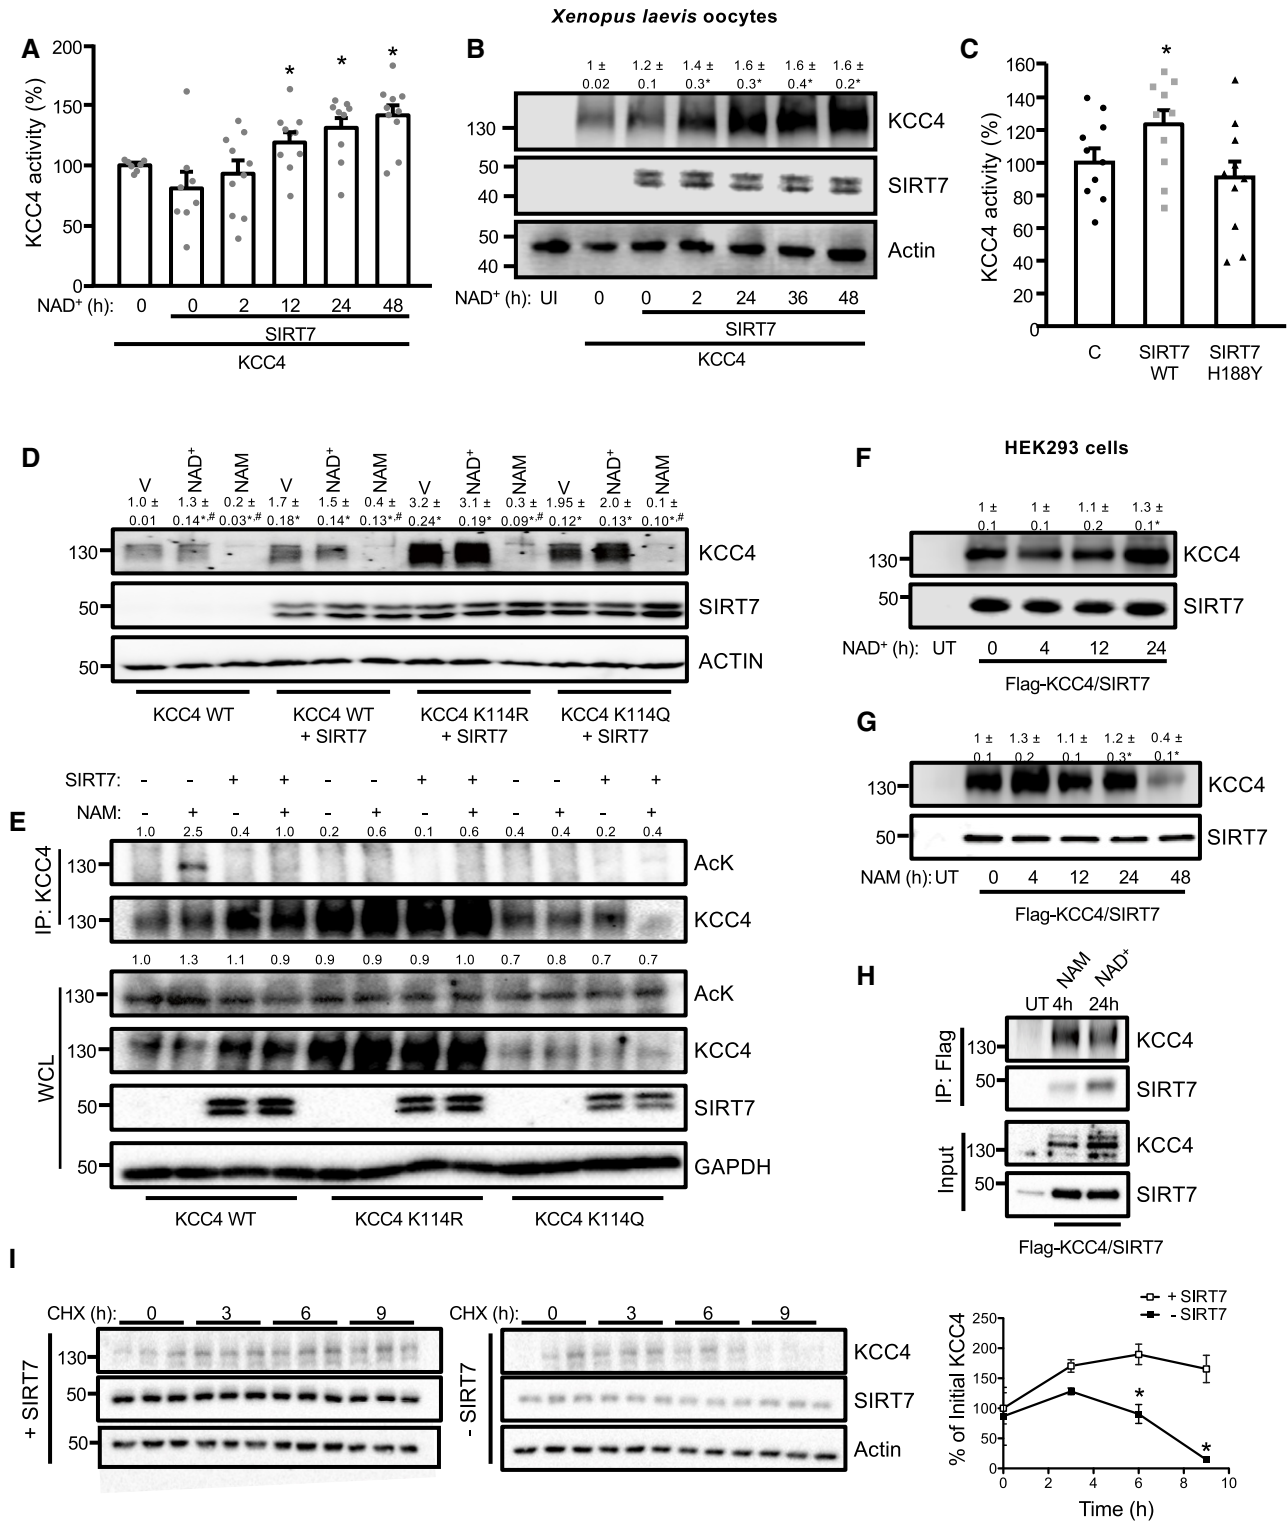 Xenopus laevis oocytes
A
KCC4 activity (%)
200
150
100
50
0
* * *
NAD+ (h): 0 0 2 12 24 48
SIRT7
KCC4
B
1 ± 1.2 ± 1.4 ± 1.6 ± 1.6 ± 1.6 ±
0.02 0.1 0.3* 0.3* 0.4* 0.2*
130 KCC4
50
40 SIRT7
50
40 Actin
NAD+ (h): UI 0 0 2 24 36 48
SIRT7
KCC4
C
KCC4 activity (%)
160
140
120
100
80
60
40
20
0
*
C SIRT7 SIRT7
WT H188Y
D
V NAD+ NAM V NAD+ NAM V NAD+ NAM V NAD+ NAM
1.0 ± 1.3 ± 0.2 ± 1.7 ± 1.5 ± 0.4 ± 3.2 ± 3.1 ± 0.3 ± 1.95 ± 2.0 ± 0.1 ±
0.01 0.14*,# 0.03*,# 0.18* 0.14* 0.13*,# 0.24* 0.19* 0.09*,# 0.12* 0.13* 0.10*,#
130 KCC4
50 SIRT7
50 ACTIN
KCC4 WT KCC4 WT KCC4 K114R KCC4 K114Q
+ SIRT7 + SIRT7 + SIRT7
E
SIRT7: - - + + - - + + - - + +
NAM: - + - + - + - + - + - +
1.0 2.5 0.4 1.0 0.2 0.6 0.1 0.6 0.4 0.4 0.2 0.4
IP: KCC4
130 AcK
130 KCC4
1.0 1.3 1.1 0.9 0.9 0.9 0.9 1.0 0.7 0.8 0.7 0.7
WCL
130 AcK
130 KCC4
50 SIRT7
50 GAPDH
KCC4 WT KCC4 K114R KCC4 K114Q
HEK293 cells
F
1 ± 1 ± 1.1 ± 1.3 ±
0.1 0.1 0.2 0.1*
130 KCC4
50 SIRT7
NAD+ (h): UT 0 4 12 24
Flag-KCC4/SIRT7
G
1 ± 1.3 ± 1.1 ± 1.2 ± 0.4 ±
0.1 0.2 0.1 0.3* 0.1*
130 KCC4
50 SIRT7
NAM (h): UT 0 4 12 24 48
Flag-KCC4/SIRT7
H
NAM NAD+
UT 4h 24h
IP: Flag
130 KCC4
50 SIRT7
Input
130 KCC4
50 SIRT7
Flag-KCC4/SIRT7
I
CHX (h): 0 3 6 9
+ SIRT7
130
50
50
CHX (h): 0 3 6 9
- SIRT7
KCC4
SIRT7
Actin
+ SIRT7
- SIRT7
% of Initial KCC4
250
200
150
100
50
0
* *
0 2 4 6 8 10
Time (h)